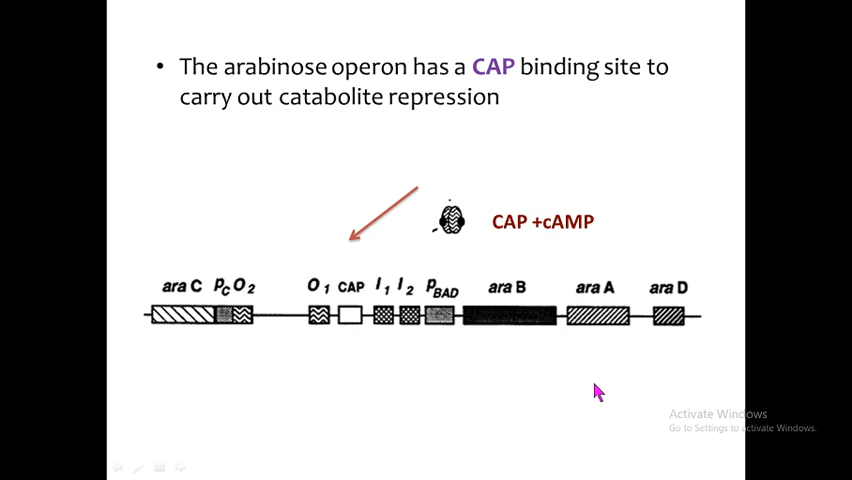 • The arabinose operon has a CAP binding site to
carry out catabolite repression
CAP +cAMP
ara C PC O2 O1 CAP I1 I2 PBAD ara B ara A ara D
Activate Windows
Go to Settings to activate Windows.